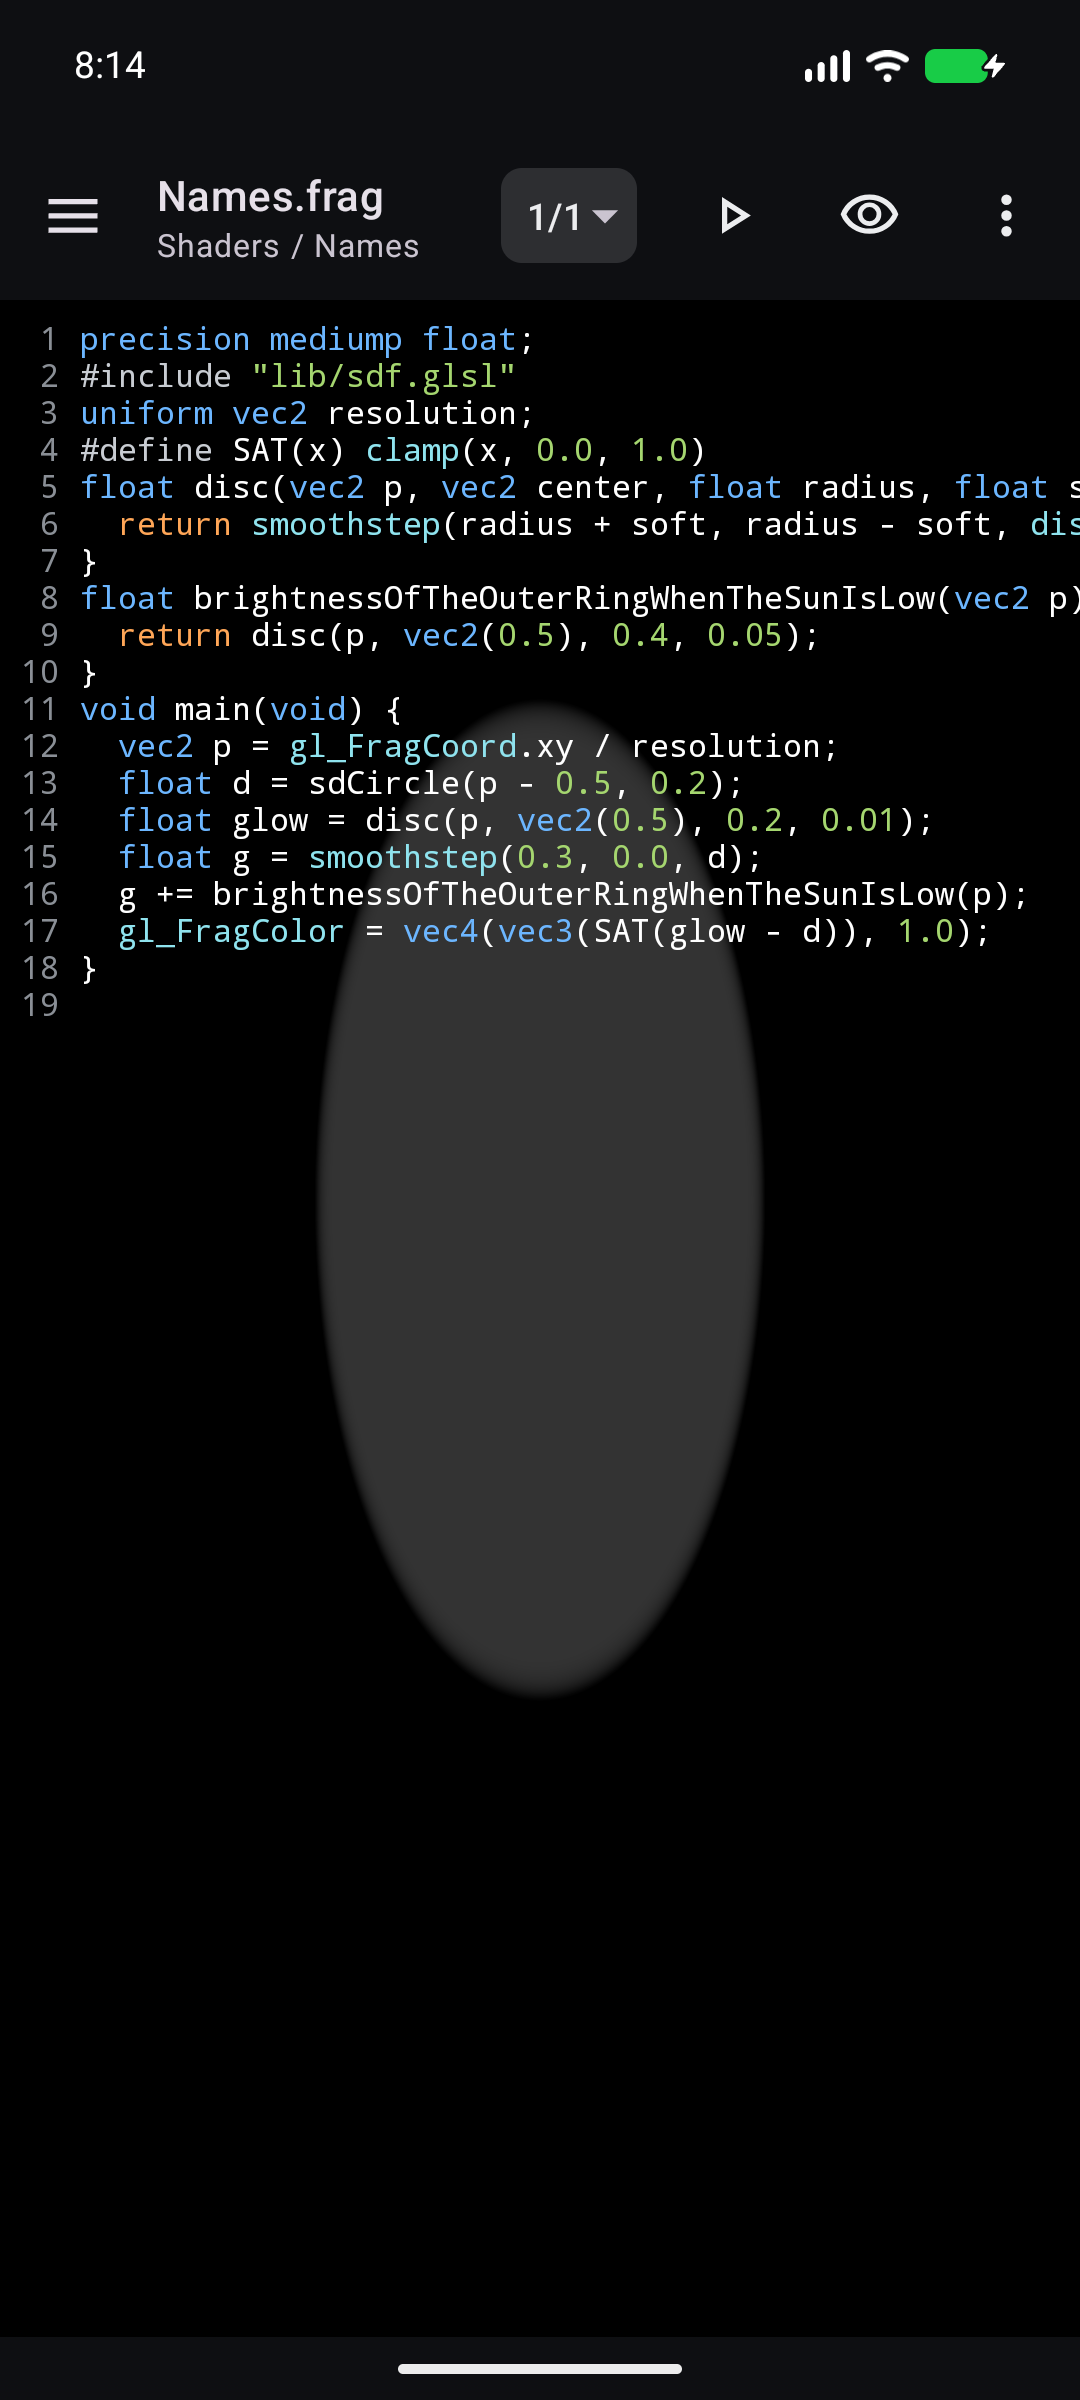 8:14
Names.frag
Shaders / Names
1/1
1 precision mediump float;
2 #include "lib/sdf.glsl"
3 uniform vec2 resolution;
4 #define SAT(x) clamp(x, 0.0, 1.0)
5 float disc(vec2 p, vec2 center, float radius, float s
6   return smoothstep(radius + soft, radius - soft, dis
7 }
8 float brightnessOfTheOuterRingWhenTheSunIsLow(vec2 p)
9   return disc(p, vec2(0.5), 0.4, 0.05);
10 }
11 void main(void) {
12   vec2 p = gl_FragCoord.xy / resolution;
13   float d = sdCircle(p - 0.5, 0.2);
14   float glow = disc(p, vec2(0.5), 0.2, 0.01);
15   float g = smoothstep(0.3, 0.0, d);
16   g += brightnessOfTheOuterRingWhenTheSunIsLow(p);
17   gl_FragColor = vec4(vec3(SAT(glow - d)), 1.0);
18 }
19